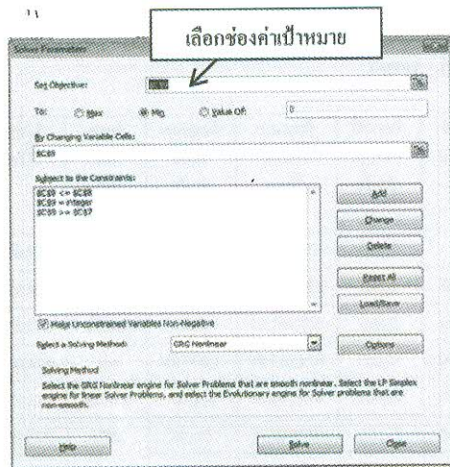 เลือกช่องค่าเป้าหมาย
Solver Parameters
Set Objective:
To: Max Min Value Of: 0
By Changing Variable Cells:
$C$9
Subject to the Constraints:
$C$9 <= $C$8
$C$9 = integer
$C$9 >= $C$7
Add
Change
Delete
Reset All
Load/Save
Make Unconstrained Variables Non-Negative
Select a Solving Method: GRG Nonlinear
Options
Solving Method
Select the GRG Nonlinear engine for Solver Problems that are smooth nonlinear. Select the LP Simplex
engine for linear Solver Problems, and select the Evolutionary engine for Solver problems that are
non-smooth.
Help
Solve
Close